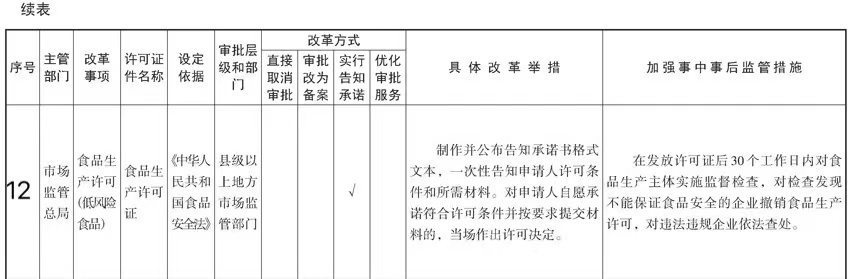 续表
序号
主管
部门
改革
事项
许可证
件名称
设定
依据
审批层
级和部
门
改革方式
直接
取消
审批
审批
改为
备案
实行
告知
承诺
优化
审批
服务
具体改革举措
加强事中事后监管措施
12
市场
监管
总局
食品生
产许可
(低风险
食品)
食品生
产许可
证
《中华人
民共和
国食品
安全法》
县级以
上地方
市场监
管部门
√
制作并公布告知承诺书格式
文本，一次性告知申请人许可条
件和所需材料。对申请人自愿承
诺符合许可条件并按要求提交材
料的，当场作出许可决定。
在发放许可证后30个工作日内对食
品生产主体实施监督检查，对检查发现
不能保证食品安全的企业撤销食品生产
许可，对违法违规企业依法查处。